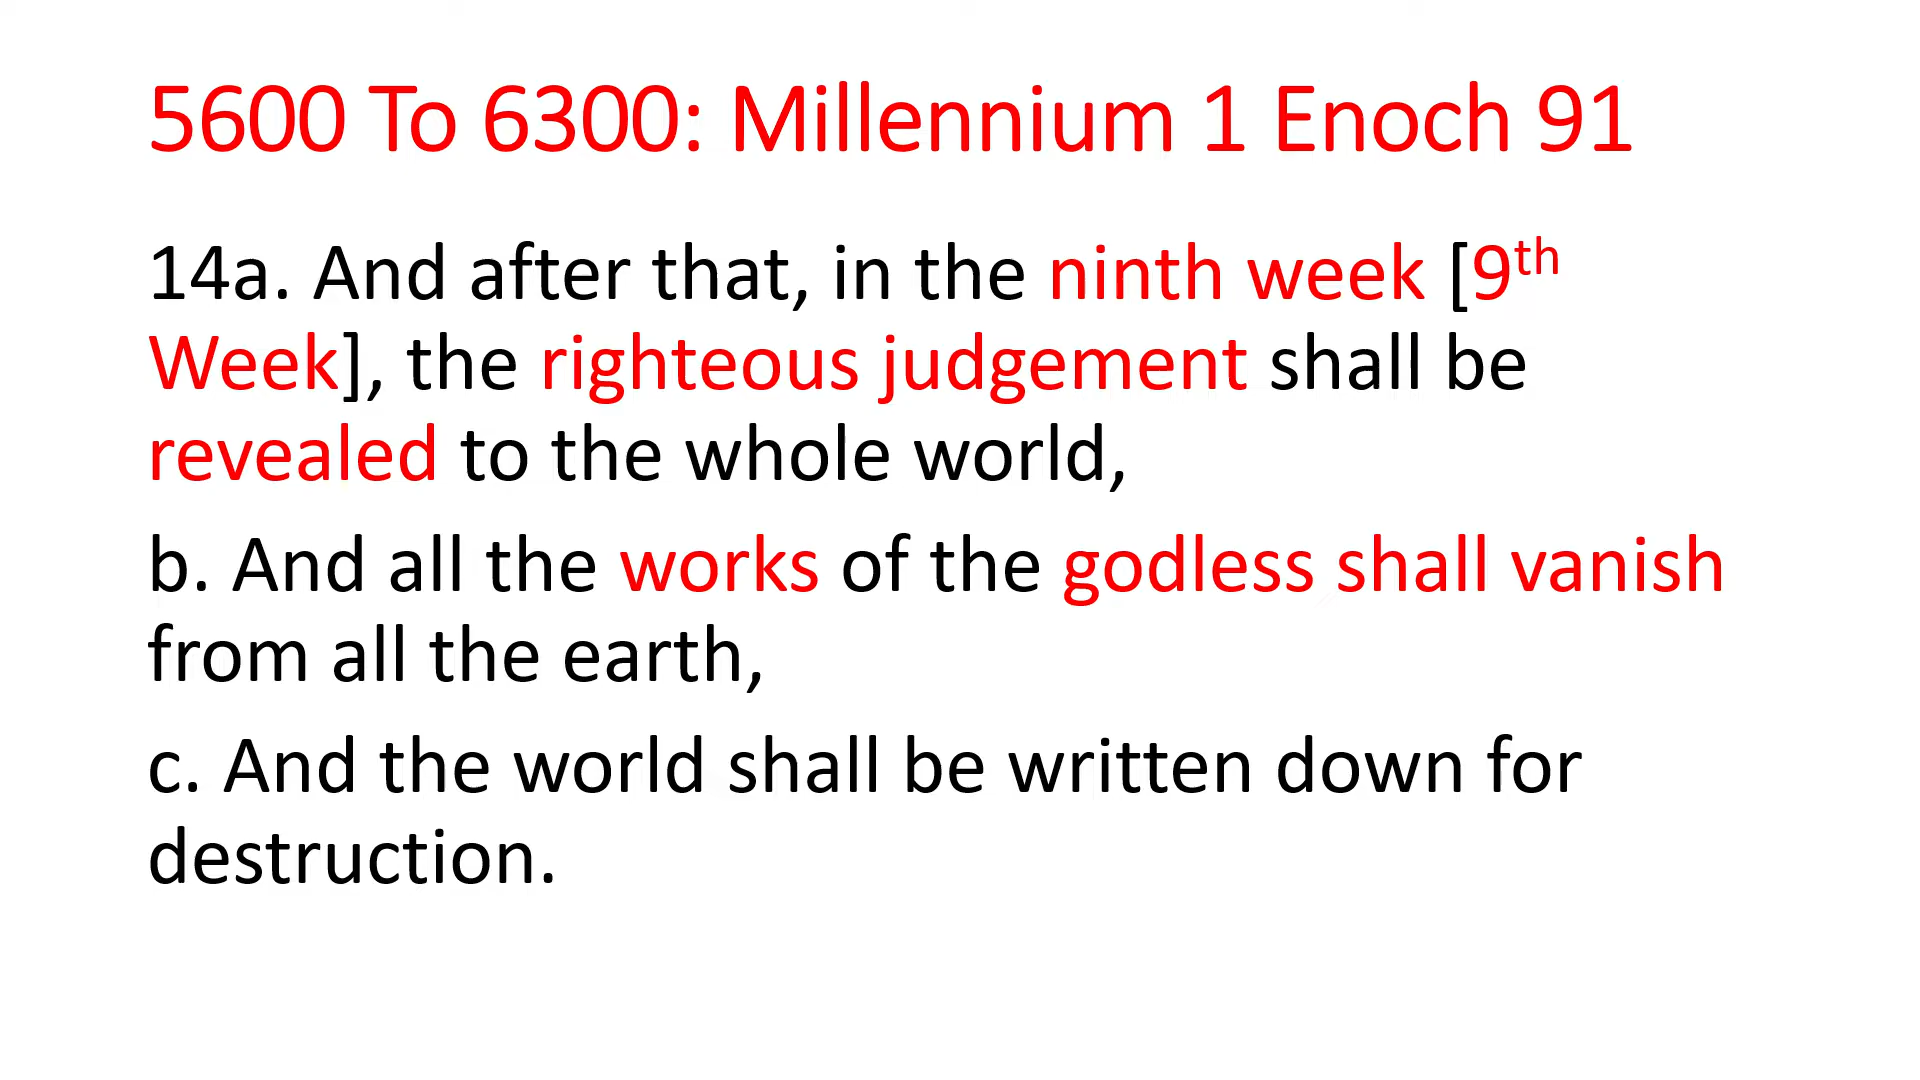 5600 To 6300: Millennium 1 Enoch 91
14a. And after that, in the ninth week [9th
Week], the righteous judgement shall be
revealed to the whole world,
b. And all the works of the godless shall vanish
from all the earth,
c. And the world shall be written down for
destruction.